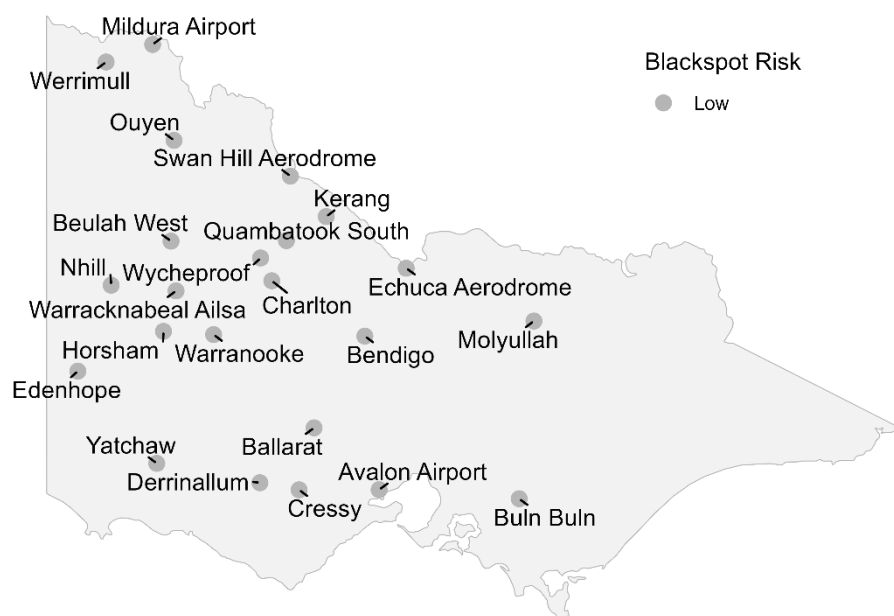 Mildura Airport
Blackspot Risk
Werrimull
Low
Ouyen
Swan Hill Aerodrome
Kerang
Beulah West
Quambatook South
Nhill
Wycheproof
Echuca Aerodrome
Warracknabeal Ailsa
Charlton
Molyullah
Horsham
Warranooke
Bendigo
Edenhope
Yatchaw
Ballarat
Avalon Airport
Derrinallum
Cressy
Buln Buln